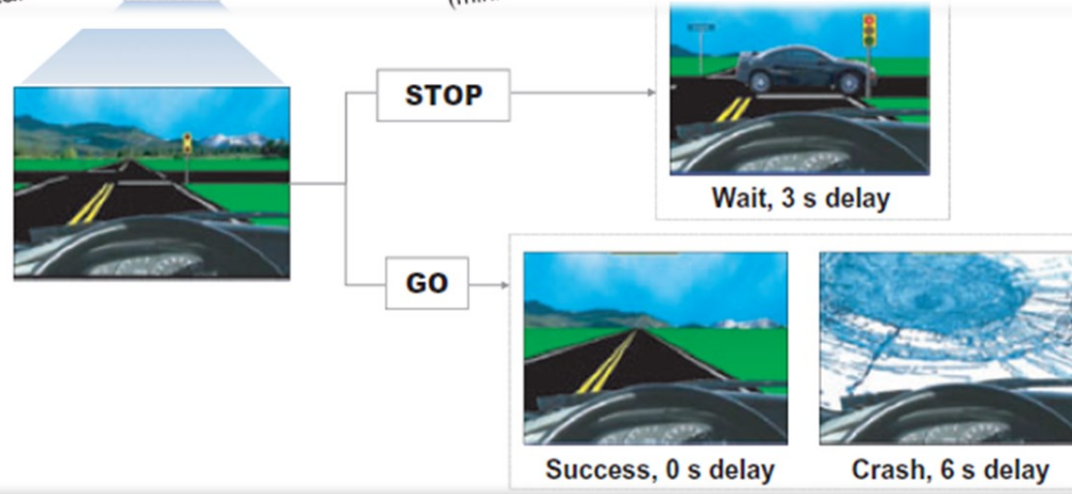 STOP
Wait, 3 s delay
GO
Success, 0 s delay
Crash, 6 s delay